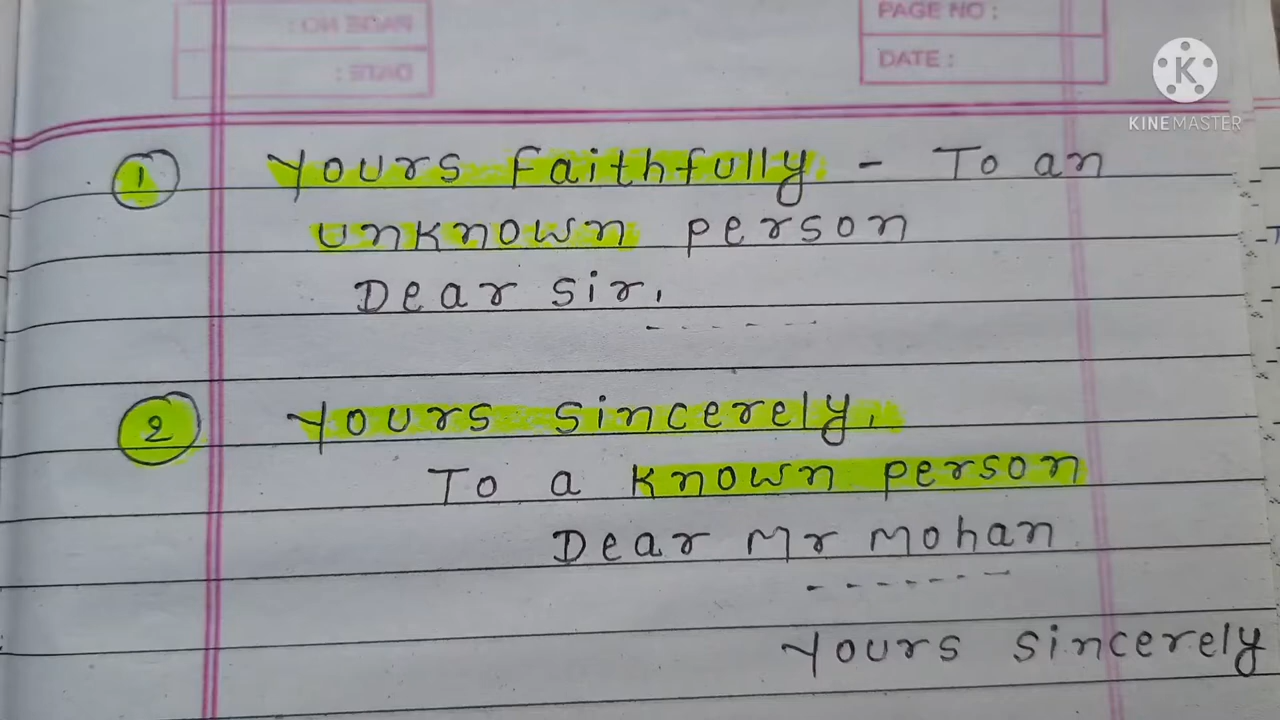 PAGE NO :
DATE :
K
KINEMASTER
1 Yours Faithfully - To an
unknown person
Dear Sir,
2 Yours Sincerely,
To a known person
Dear Mr Mohan
Yours Sincerely